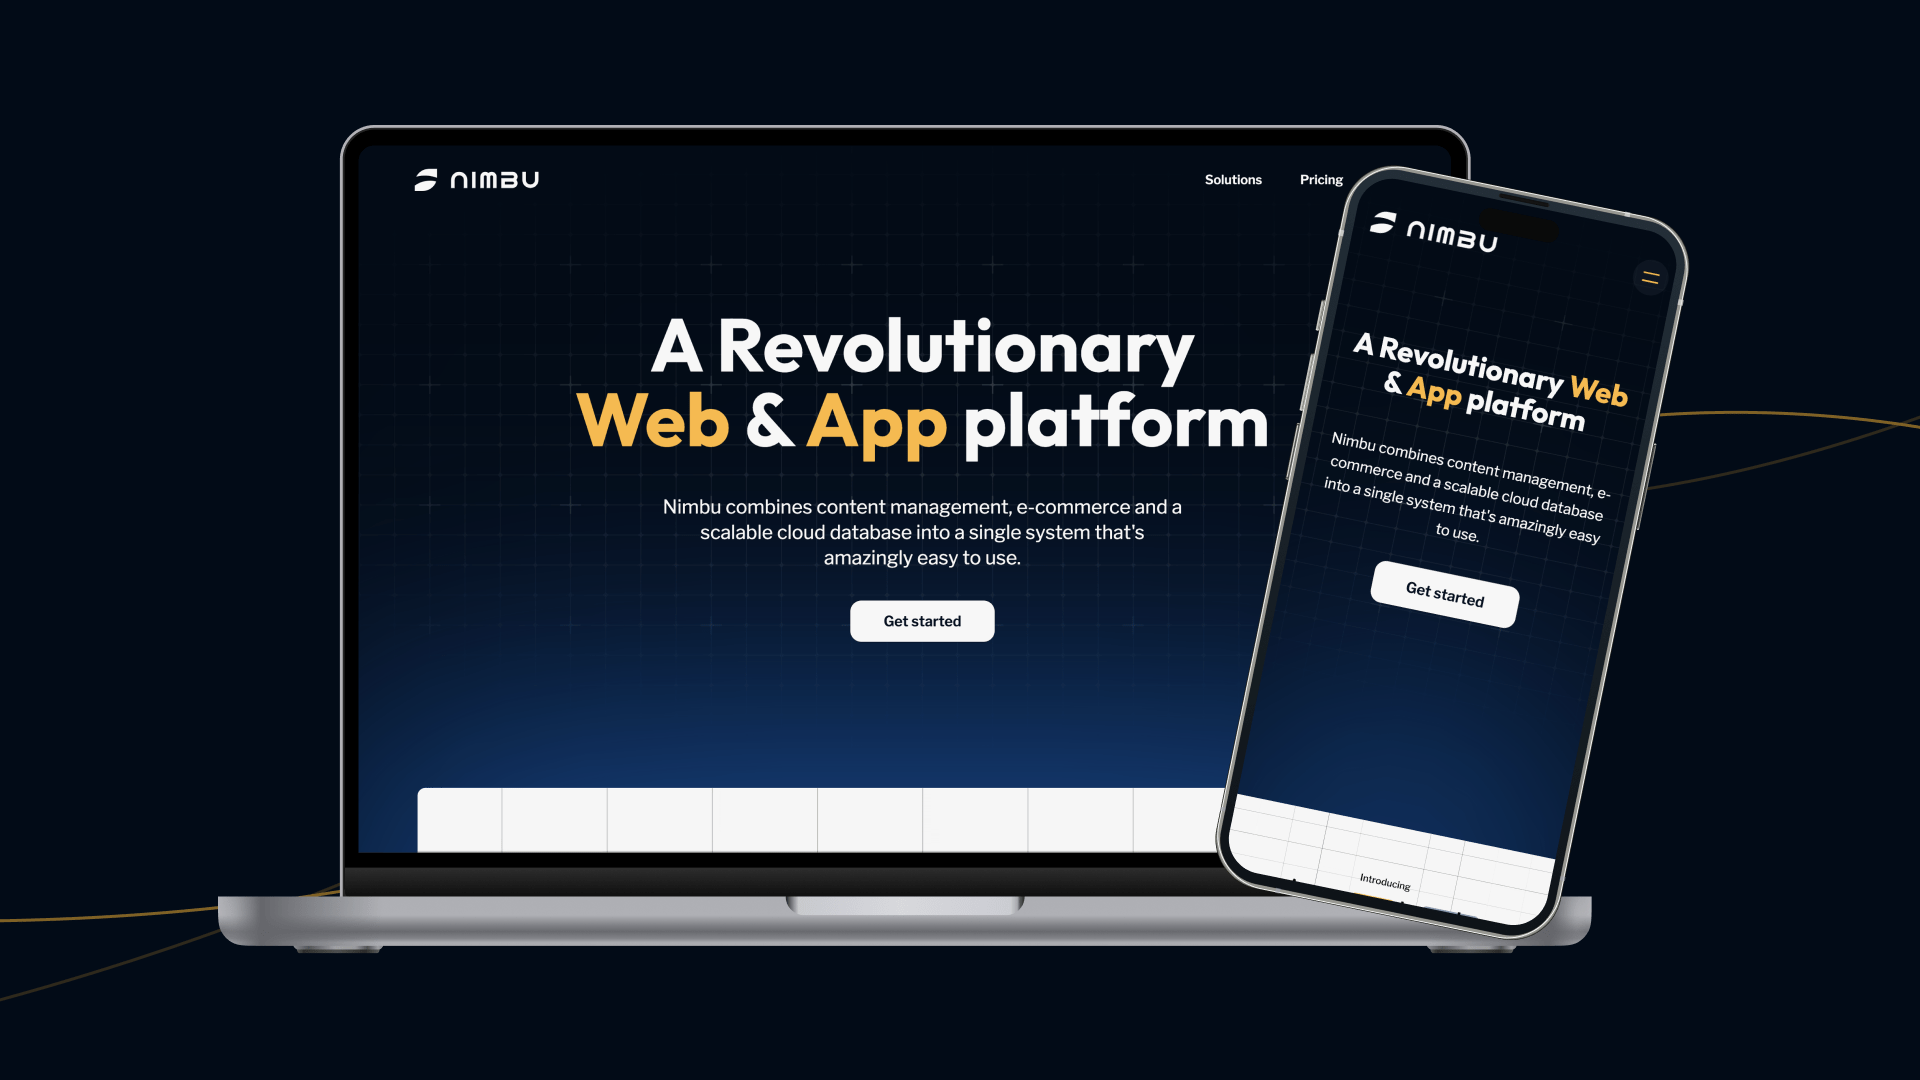 NIMBU
Solutions Pricing
A Revolutionary
Web & App platform
Nimbu combines content management, e-commerce and a
scalable cloud database into a single system that's
amazingly easy to use.
Get started
NIMBU
A Revolutionary Web
& App platform
Nimbu combines content management, e-
commerce and a scalable cloud database
into a single system that's amazingly easy
to use.
Get started
Introducing